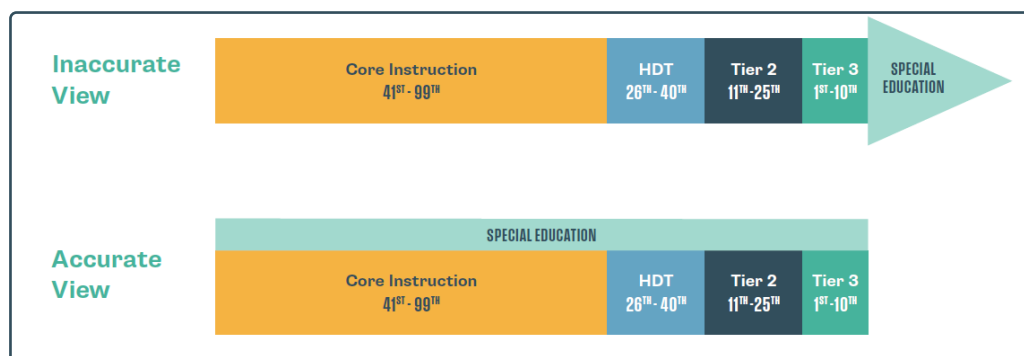 Inaccurate
View
Core Instruction
41ST - 99TH
HDT
26TH - 40TH
Tier 2
11TH-25TH
Tier 3
1ST-10TH
SPECIAL
EDUCATION
Accurate
View
SPECIAL EDUCATION
Core Instruction
41ST - 99TH
HDT
26TH - 40TH
Tier 2
11TH-25TH
Tier 3
1ST-10TH